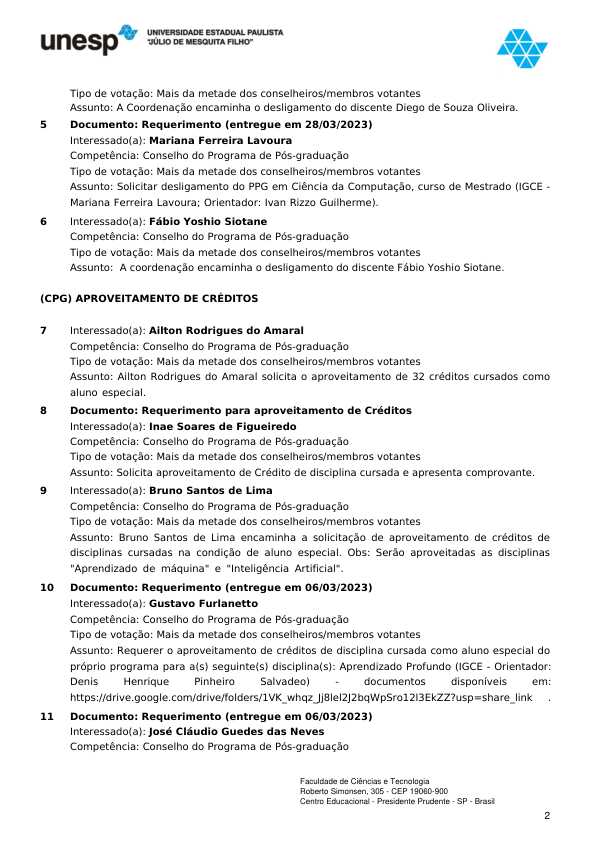 unesp
UNIVERSIDADE ESTADUAL PAULISTA
"JÚLIO DE MESQUITA FILHO"
Tipo de votação: Mais da metade dos conselheiros/membros votantes
Assunto: A Coordenação encaminha o desligamento do discente Diego de Souza Oliveira.
5 Documento: Requerimento (entregue em 28/03/2023)
Interessado(a): Mariana Ferreira Lavoura
Competência: Conselho do Programa de Pós-graduação
Tipo de votação: Mais da metade dos conselheiros/membros votantes
Assunto: Solicitar desligamento do PPG em Ciência da Computação, curso de Mestrado (IGCE -
Mariana Ferreira Lavoura; Orientador: Ivan Rizzo Guilherme).
6 Interessado(a): Fábio Yoshio Siotane
Competência: Conselho do Programa de Pós-graduação
Tipo de votação: Mais da metade dos conselheiros/membros votantes
Assunto: A coordenação encaminha o desligamento do discente Fábio Yoshio Siotane.
(CPG) APROVEITAMENTO DE CRÉDITOS
7 Interessado(a): Ailton Rodrigues do Amaral
Competência: Conselho do Programa de Pós-graduação
Tipo de votação: Mais da metade dos conselheiros/membros votantes
Assunto: Ailton Rodrigues do Amaral solicita o aproveitamento de 32 créditos cursados como
aluno especial.
8 Documento: Requerimento para aproveitamento de Créditos
Interessado(a): Inae Soares de Figueiredo
Competência: Conselho do Programa de Pós-graduação
Tipo de votação: Mais da metade dos conselheiros/membros votantes
Assunto: Solicita aproveitamento de Crédito de disciplina cursada e apresenta comprovante.
9 Interessado(a): Bruno Santos de Lima
Competência: Conselho do Programa de Pós-graduação
Tipo de votação: Mais da metade dos conselheiros/membros votantes
Assunto: Bruno Santos de Lima encaminha a solicitação de aproveitamento de créditos de
disciplinas cursadas na condição de aluno especial. Obs: Serão aproveitadas as disciplinas
"Aprendizado de máquina" e "Inteligência Artificial".
10 Documento: Requerimento (entregue em 06/03/2023)
Interessado(a): Gustavo Furlanetto
Competência: Conselho do Programa de Pós-graduação
Tipo de votação: Mais da metade dos conselheiros/membros votantes
Assunto: Requerer o aproveitamento de créditos de disciplina cursada como aluno especial do
próprio programa para a(s) seguinte(s) disciplina(s): Aprendizado Profundo (IGCE - Orientador:
Denis Henrique Pinheiro Salvadeo) - documentos disponíveis em:
https://drive.google.com/drive/folders/1VK_whqz_Jj8lel2J2bqWpSro12l3EkZZ?usp=share_link .
11 Documento: Requerimento (entregue em 06/03/2023)
Interessado(a): José Cláudio Guedes das Neves
Competência: Conselho do Programa de Pós-graduação
Faculdade de Ciências e Tecnologia
Roberto Simonsen, 305 - CEP 19060-900
Centro Educacional - Presidente Prudente - SP - Brasil
2